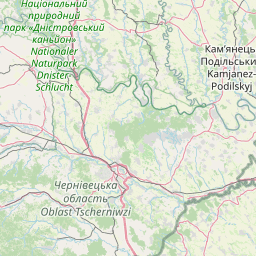 Національний
природний
парк «Дністровський
каньйон»
Nationaler
Naturpark
Dnister-
Schlucht
Кам'янець-
Подільський
Kamjanez-
Podilskyj
Чернівецька
область
Oblast Tscherniwzi